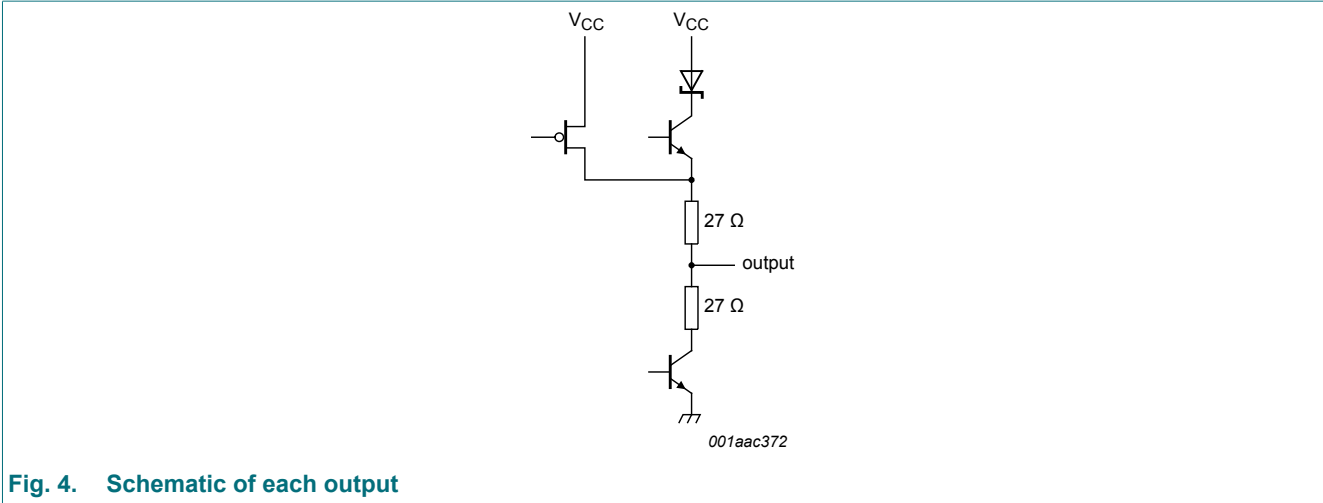 VCC VCC
27 Ω
output
27 Ω
001aac372
Fig. 4. Schematic of each output